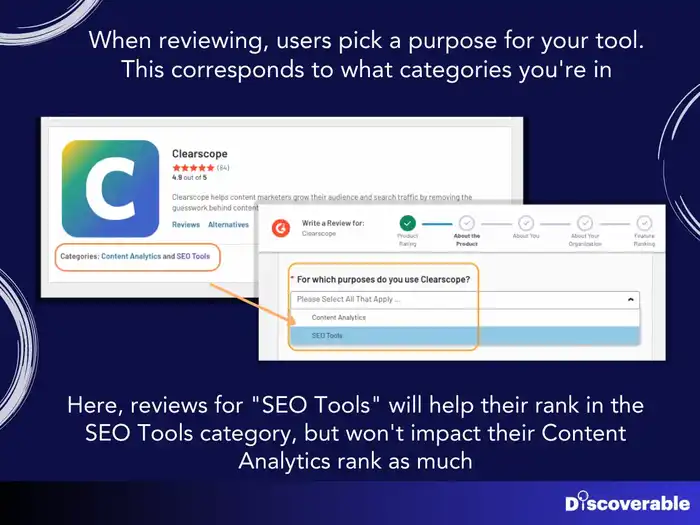 When reviewing, users pick a purpose for your tool.
This corresponds to what categories you're in
C
Clearscope
(84)
4.9 out of 5
Clearscope helps content marketers grow their audience and search traffic by removing the
guesswork behind content
Reviews Alternatives
Categories: Content Analytics and SEO Tools
Write a Review for:
Clearscope
Product
Rating
About the
Product
About You
About Your
Organization
Feature
Ranking
* For which purposes do you use Clearscope?
Please Select All That Apply ...
Content Analytics
SEO Tools
Here, reviews for "SEO Tools" will help their rank in the
SEO Tools category, but won't impact their Content
Analytics rank as much
Discoverable